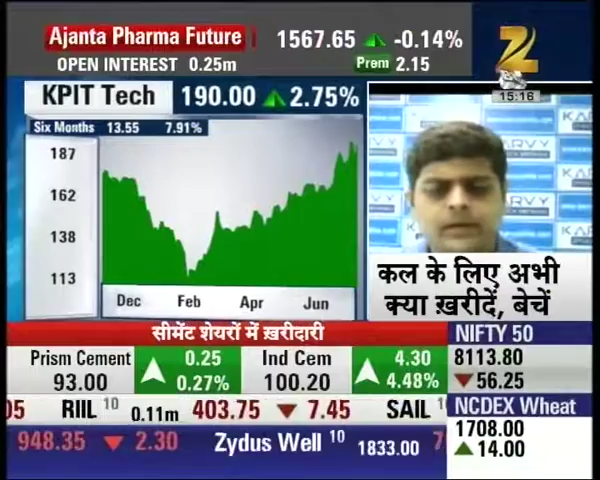 Ajanta Pharma Future 1567.65 -0.14%
OPEN INTEREST 0.25m Prem 2.15
15:16
KPIT Tech 190.00 2.75%
Six Months 13.55 7.91%
187
162
138
113
Dec Feb Apr Jun
कल के लिए अभी
क्या ख़रीदें, बेचें
सीमेंट शेयरों में ख़रीदारी
NIFTY 50
8113.80
56.25
Prism Cement 0.25
93.00 0.27%
Ind Cem 4.30
100.20 4.48%
05 RIIL 10 0.11m 403.75 7.45 SAIL
NCDEX Wheat
1708.00
14.00
948.35 2.30 Zydus Well 10 1833.00 7